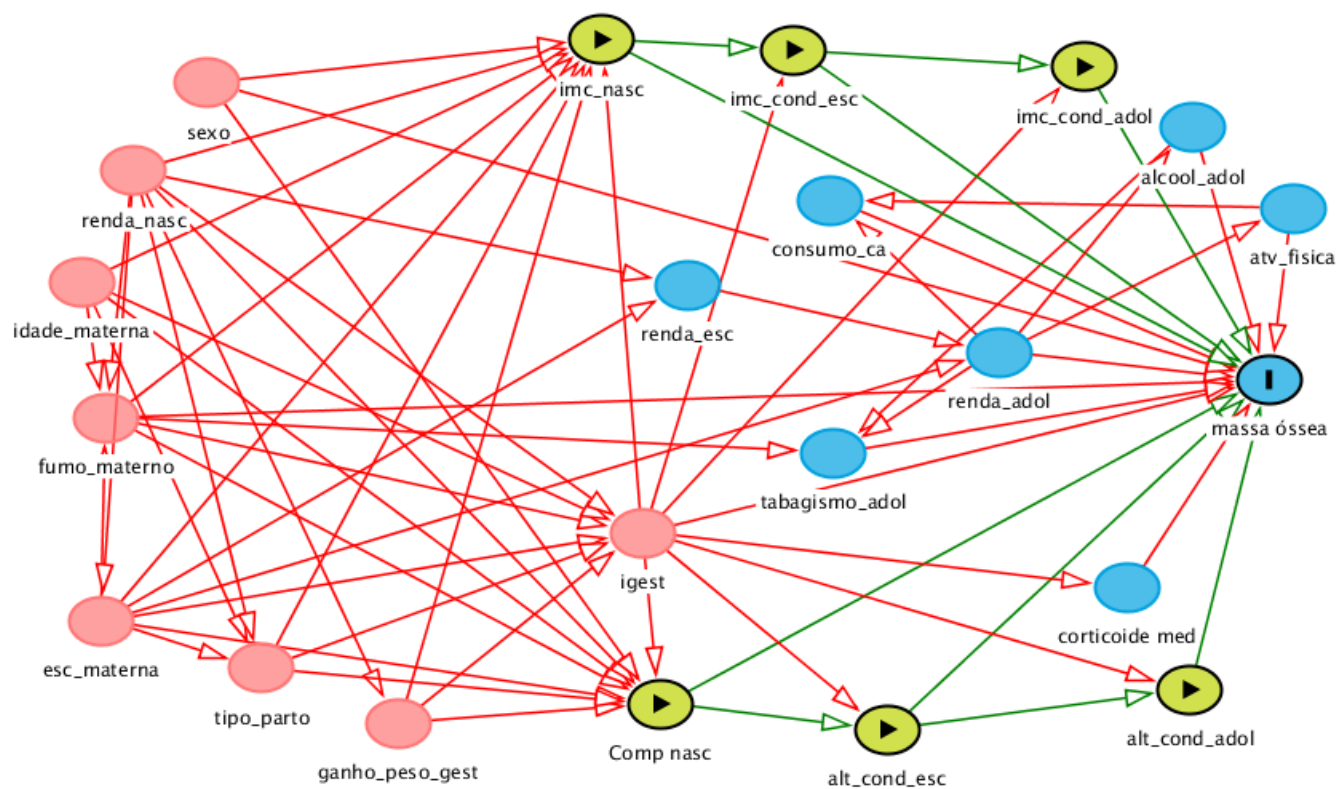 imc_nasc
imc_cond_esc
imc_cond_adol
sexo
alcool_adol
renda_nasc
consumo_ca
atv_fisica
idade_materna
renda_esc
renda_adol
massa óssea
fumo_materno
tabagismo_adol
igest
corticoide med
esc_materna
tipo_parto
Comp nasc
alt_cond_adol
ganho_peso_gest
alt_cond_esc